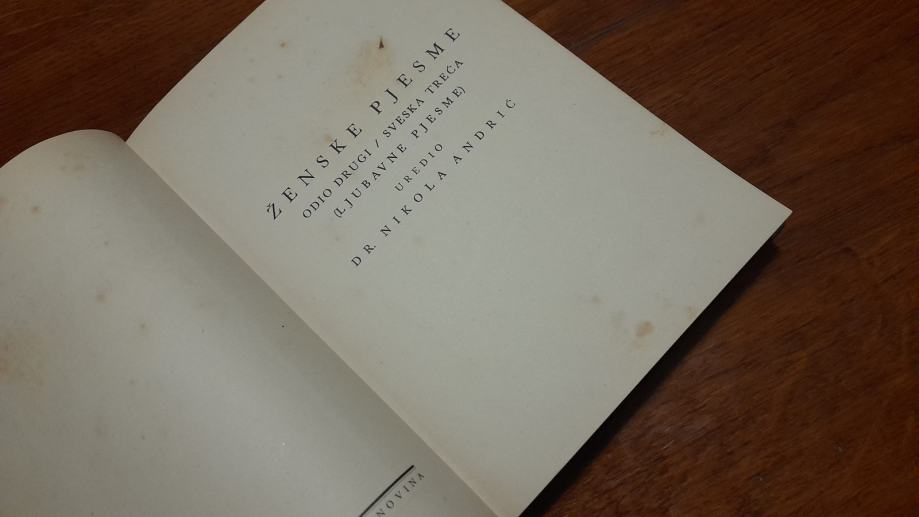 ŽENSKE PJESME
ODIO DRUGI / SVESKA TREĆA
(LJUBAVNE PJESME)
UREDIO
DR. NIKOLA ANDRIĆ